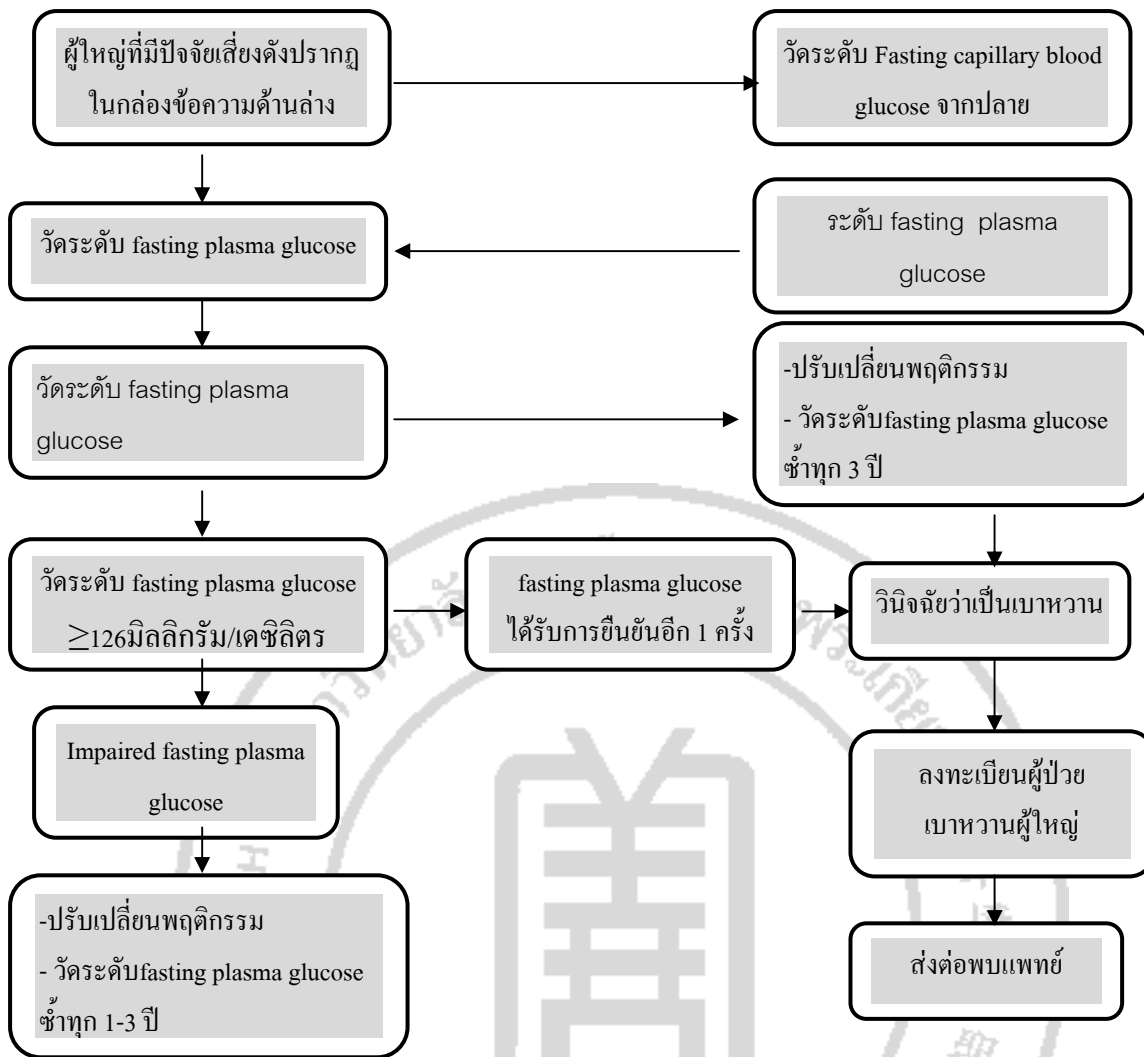 ผู้ใหญ่ที่มีปัจจัยเสี่ยงดังปรากฏ
ในกล่องข้อความด้านล่าง
วัดระดับ Fasting capillary blood
glucose จากปลาย
วัดระดับ fasting plasma glucose
ระดับ fasting plasma
glucose
วัดระดับ fasting plasma
glucose
-ปรับเปลี่ยนพฤติกรรม
- วัดระดับfasting plasma glucose
ซ้ำทุก 3 ปี
วัดระดับ fasting plasma glucose
≥126มิลลิกรัม/เดซิลิตร
fasting plasma glucose
ได้รับการยืนยันอีก 1 ครั้ง
วินิจฉัยว่าเป็นเบาหวาน
Impaired fasting plasma
glucose
ลงทะเบียนผู้ป่วย
เบาหวานผู้ใหญ่
-ปรับเปลี่ยนพฤติกรรม
- วัดระดับfasting plasma glucose
ซ้ำทุก 1-3 ปี
ส่งต่อพบแพทย์